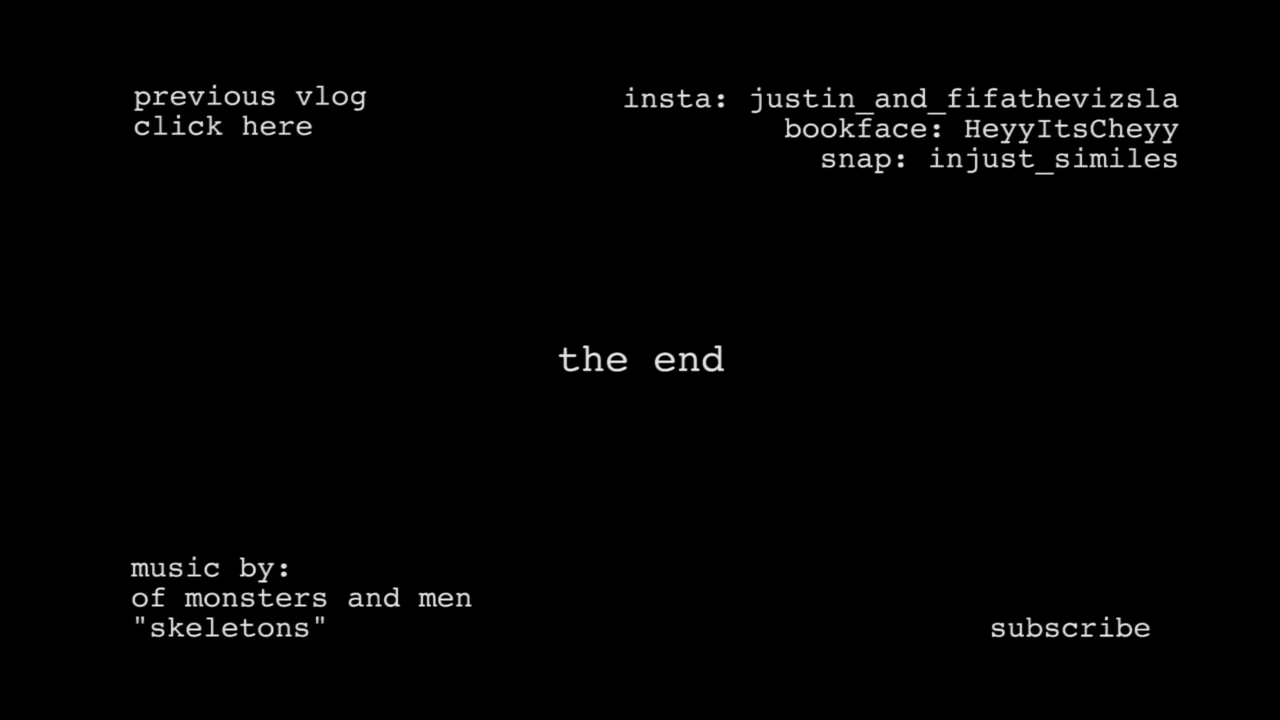 previous vlog
click here
insta: justin_and_fifathevizsla
bookface: HeyyItsCheyy
snap: injust_similes
the end
music by:
of monsters and men
"skeletons"
subscribe